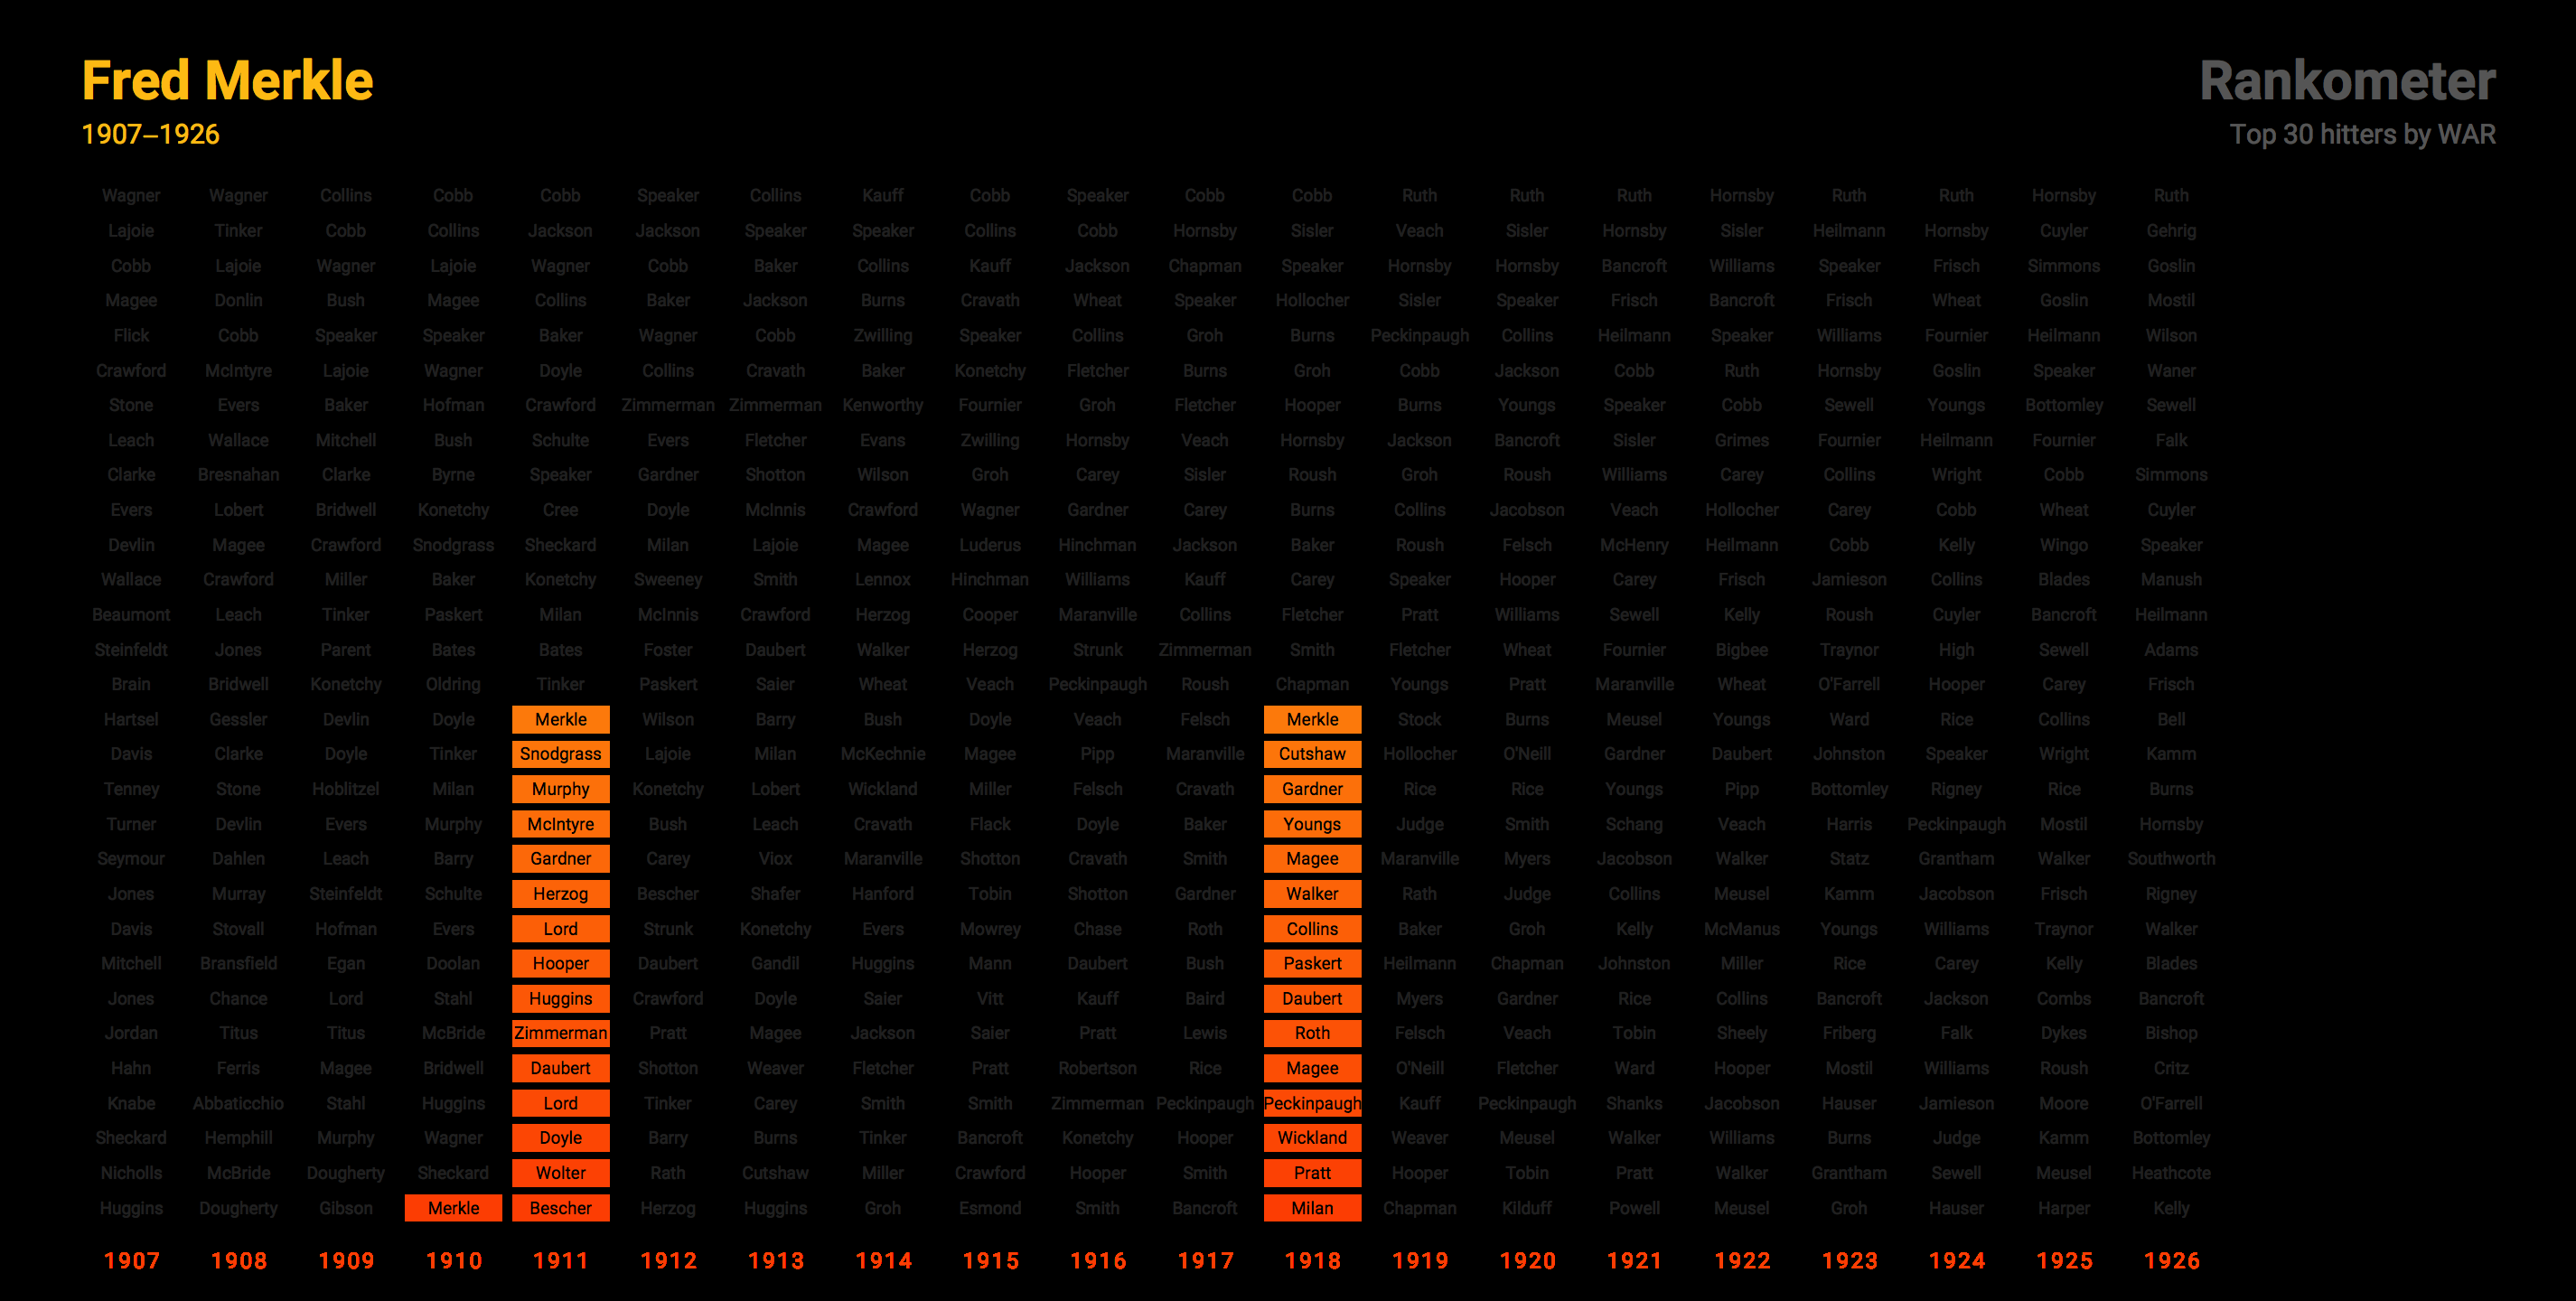 Fred Merkle Rankometer
1907–1926 Top 30 hitters by WAR
Wagner Wagner Collins Cobb Cobb Speaker Collins Kauff Cobb Speaker Cobb Cobb Ruth Ruth Ruth Hornsby Ruth Ruth Hornsby Ruth
Lajoie Tinker Cobb Collins Jackson Jackson Speaker Speaker Collins Cobb Hornsby Sisler Veach Sisler Hornsby Sisler Heilmann Hornsby Cuyler Gehrig
Cobb Lajoie Wagner Lajoie Wagner Cobb Baker Collins Kauff Jackson Chapman Speaker Hornsby Hornsby Bancroft Williams Speaker Frisch Simmons Goslin
Magee Donlin Bush Magee Collins Baker Jackson Burns Cravath Wheat Speaker Hollocher Sisler Speaker Frisch Bancroft Frisch Wheat Goslin Mostil
Flick Cobb Speaker Speaker Baker Wagner Cobb Zwilling Speaker Collins Groh Burns Peckinpaugh Collins Heilmann Speaker Williams Fournier Heilmann Wilson
Crawford McIntyre Lajoie Wagner Doyle Collins Cravath Baker Konetchy Fletcher Burns Groh Cobb Jackson Cobb Ruth Hornsby Goslin Speaker Waner
Stone Evers Baker Hofman Crawford Zimmerman Zimmerman Kenworthy Fournier Groh Fletcher Hooper Burns Youngs Speaker Cobb Sewell Youngs Bottomley Sewell
Leach Wallace Mitchell Bush Schulte Evers Fletcher Evans Zwilling Hornsby Veach Hornsby Jackson Bancroft Sisler Grimes Fournier Heilmann Fournier Falk
Clarke Bresnahan Clarke Byrne Speaker Gardner Shotton Wilson Groh Carey Sisler Roush Groh Roush Williams Carey Collins Wright Cobb Simmons
Evers Lobert Bridwell Konetchy Cree Doyle McInnis Crawford Wagner Gardner Carey Burns Collins Jacobson Veach Hollocher Carey Cobb Wheat Cuyler
Devlin Magee Crawford Snodgrass Sheckard Milan Lajoie Magee Luderus Hinchman Jackson Baker Roush Felsch McHenry Heilmann Cobb Kelly Wingo Speaker
Wallace Crawford Miller Baker Konetchy Sweeney Smith Lennox Hinchman Williams Kauff Carey Speaker Hooper Carey Frisch Jamieson Collins Blades Manush
Beaumont Leach Tinker Paskert Milan McInnis Crawford Herzog Cooper Maranville Collins Fletcher Pratt Williams Sewell Kelly Roush Cuyler Bancroft Heilmann
Steinfeldt Jones Parent Bates Bates Foster Daubert Walker Herzog Strunk Zimmerman Smith Fletcher Wheat Fournier Bigbee Traynor High Sewell Adams
Brain Bridwell Konetchy Oldring Tinker Paskert Saier Wheat Veach Peckinpaugh Roush Chapman Youngs Pratt Maranville Wheat O'Farrell Hooper Carey Frisch
Hartsel Gessler Devlin Doyle Merkle Wilson Barry Bush Doyle Veach Felsch Merkle Stock Burns Meusel Youngs Ward Rice Collins Bell
Davis Clarke Doyle Tinker Snodgrass Lajoie Milan McKechnie Magee Pipp Maranville Cutshaw Hollocher O'Neill Gardner Daubert Johnston Speaker Wright Kamm
Tenney Stone Hoblitzel Milan Murphy Konetchy Lobert Wickland Miller Felsch Cravath Gardner Rice Rice Youngs Pipp Bottomley Rigney Rice Burns
Turner Devlin Evers Murphy McIntyre Bush Leach Cravath Flack Doyle Baker Youngs Judge Smith Schang Veach Harris Peckinpaugh Mostil Hornsby
Seymour Dahlen Leach Barry Gardner Carey Viox Maranville Shotton Cravath Smith Magee Maranville Myers Jacobson Walker Statz Grantham Walker Southworth
Jones Murray Steinfeldt Schulte Herzog Bescher Shafer Hanford Tobin Shotton Gardner Walker Rath Judge Collins Meusel Kamm Jacobson Frisch Rigney
Davis Stovall Hofman Evers Lord Strunk Konetchy Evers Mowrey Chase Roth Collins Baker Groh Kelly McManus Youngs Williams Traynor Walker
Mitchell Bransfield Egan Doolan Hooper Daubert Gandil Huggins Mann Daubert Bush Paskert Heilmann Chapman Johnston Miller Rice Carey Kelly Blades
Jones Chance Lord Stahl Huggins Crawford Doyle Saier Vitt Kauff Baird Daubert Myers Gardner Rice Collins Bancroft Jackson Combs Bancroft
Jordan Titus Titus McBride Zimmerman Pratt Magee Jackson Saier Pratt Lewis Roth Felsch Veach Tobin Sheely Friberg Falk Dykes Bishop
Hahn Ferris Magee Bridwell Daubert Shotton Weaver Fletcher Pratt Robertson Rice Magee O'Neill Fletcher Ward Hooper Mostil Williams Roush Critz
Knabe Abbaticchio Stahl Huggins Lord Tinker Carey Smith Smith Zimmerman Peckinpaugh Peckinpaugh Kauff Peckinpaugh Shanks Jacobson Hauser Jamieson Moore O'Farrell
Sheckard Hemphill Murphy Wagner Doyle Barry Burns Tinker Bancroft Konetchy Hooper Wickland Weaver Meusel Walker Williams Burns Judge Kamm Bottomley
Nicholls McBride Dougherty Sheckard Wolter Rath Cutshaw Miller Crawford Hooper Smith Pratt Hooper Tobin Pratt Walker Grantham Sewell Meusel Heathcote
Huggins Dougherty Gibson Merkle Bescher Herzog Huggins Groh Esmond Smith Bancroft Milan Chapman Kilduff Powell Meusel Groh Hauser Harper Kelly
1907 1908 1909 1910 1911 1912 1913 1914 1915 1916 1917 1918 1919 1920 1921 1922 1923 1924 1925 1926